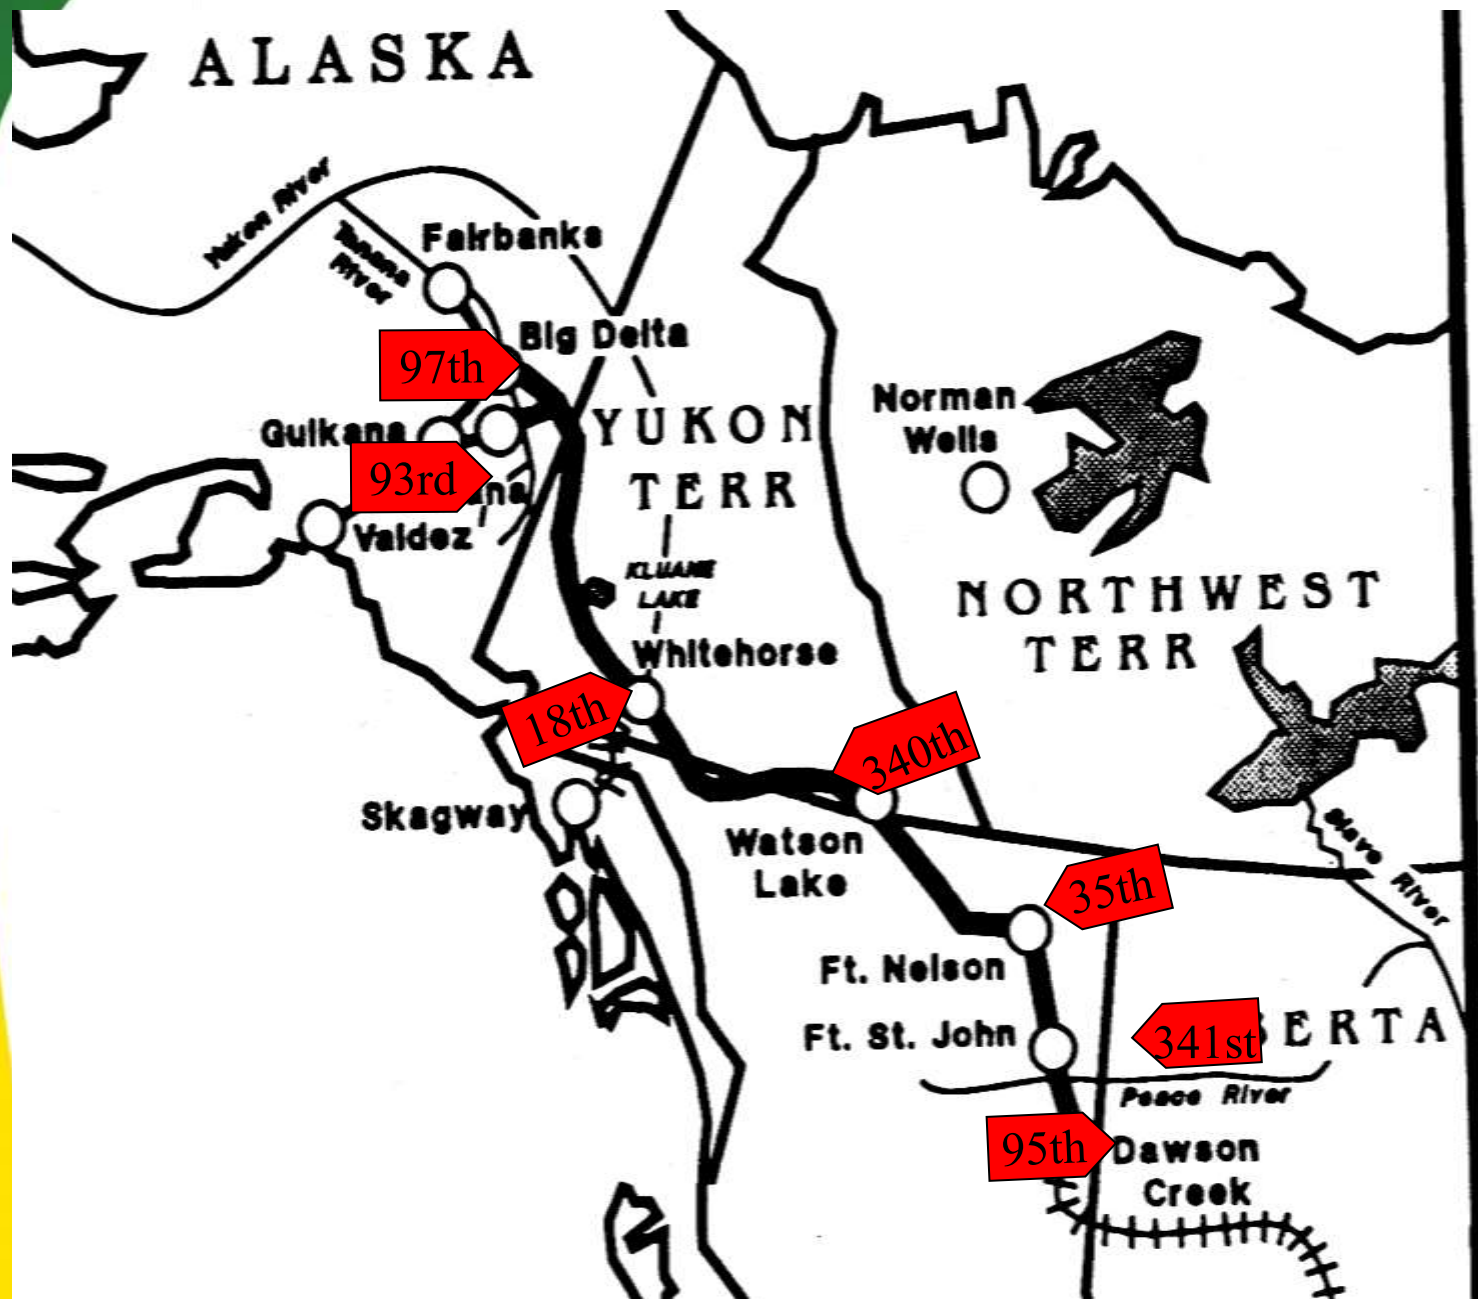 ALASKA
Yukon River
Tanana
River
Fairbanks
Big Delta
97th
Gulkana
YUKON
TERR
93rd
Valdez
Norman
Wells
KLUANE
LAKE
NORTHWEST
TERR
Whitehorse
18th
340th
Skagway
Watson
Lake
Slave River
35th
Ft. Nelson
Ft. St. John
341st
BERTA
Peace River
95th
Dawson
Creek